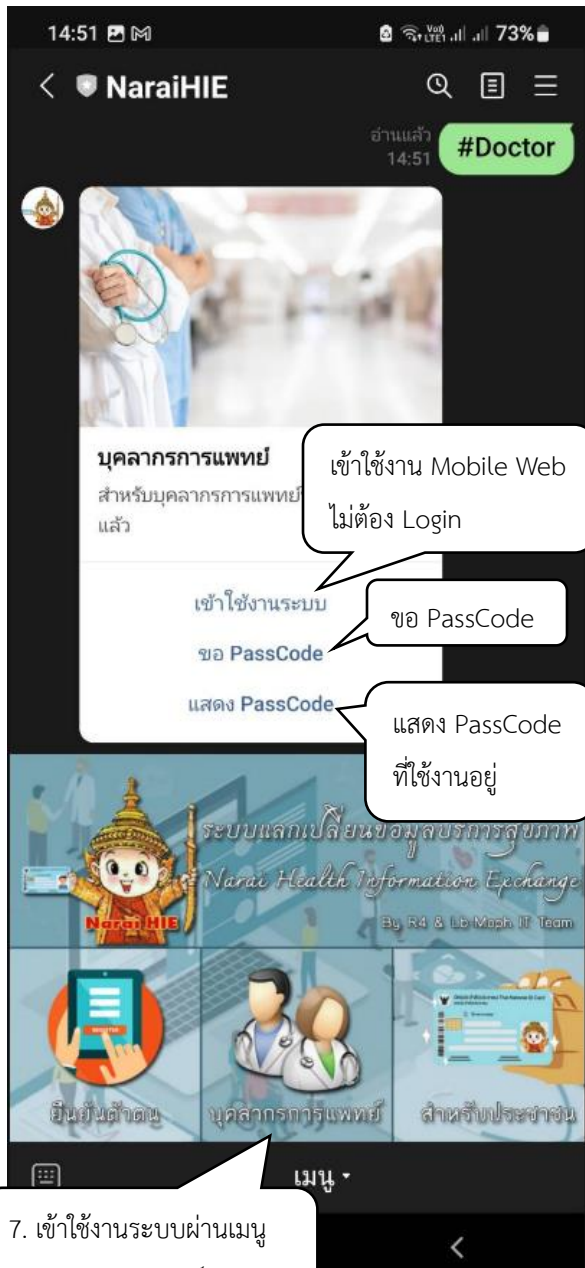 14:51
73%
NaraiHIE
อ่านแล้ว
14:51
#Doctor
บุคลากรการแพทย์
สำหรับบุคลากรการแพทย์
แล้ว
เข้าใช้งาน Mobile Web
ไม่ต้อง Login
เข้าใช้งานระบบ
ขอ PassCode
ขอ PassCode
แสดง PassCode
แสดง PassCode
ที่ใช้งานอยู่
ระบบแลกเปลี่ยนข้อมูลบริการสุขภาพ
Narai Health Information Exchange
By R4 & Lb-Moph IT Team
Narai HIE
ยืนยันตัวตน
บุคลากรการแพทย์
สำหรับประชาชน
เมนู
7. เข้าใช้งานระบบผ่านเมนู